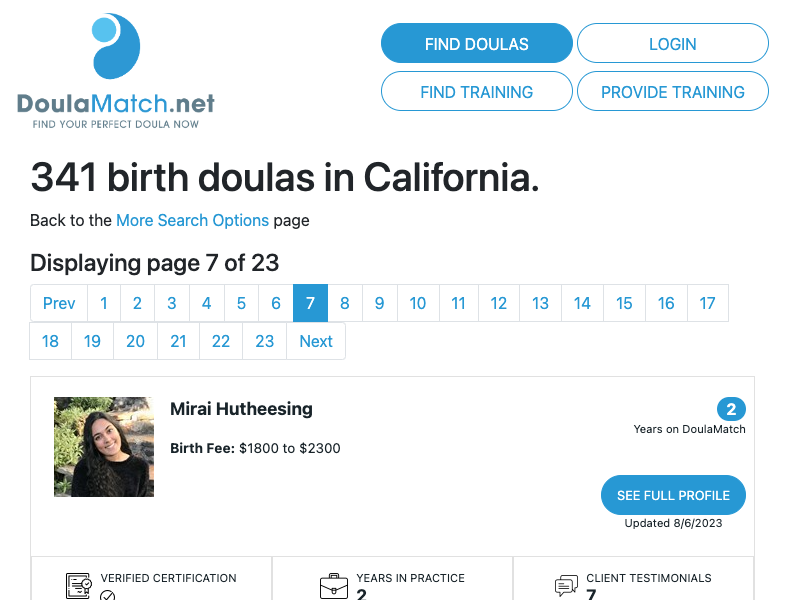 FIND DOULAS
LOGIN
FIND TRAINING
PROVIDE TRAINING
DoulaMatch.net
FIND YOUR PERFECT DOULA NOW
341 birth doulas in California.
Back to the More Search Options page
Displaying page 7 of 23
Prev 1 2 3 4 5 6 7 8 9 10 11 12 13 14 15 16 17
18 19 20 21 22 23 Next
Mirai Hutheesing
2
Years on DoulaMatch
Birth Fee: $1800 to $2300
SEE FULL PROFILE
Updated 8/6/2023
VERIFIED CERTIFICATION
YEARS IN PRACTICE
2
CLIENT TESTIMONIALS
7